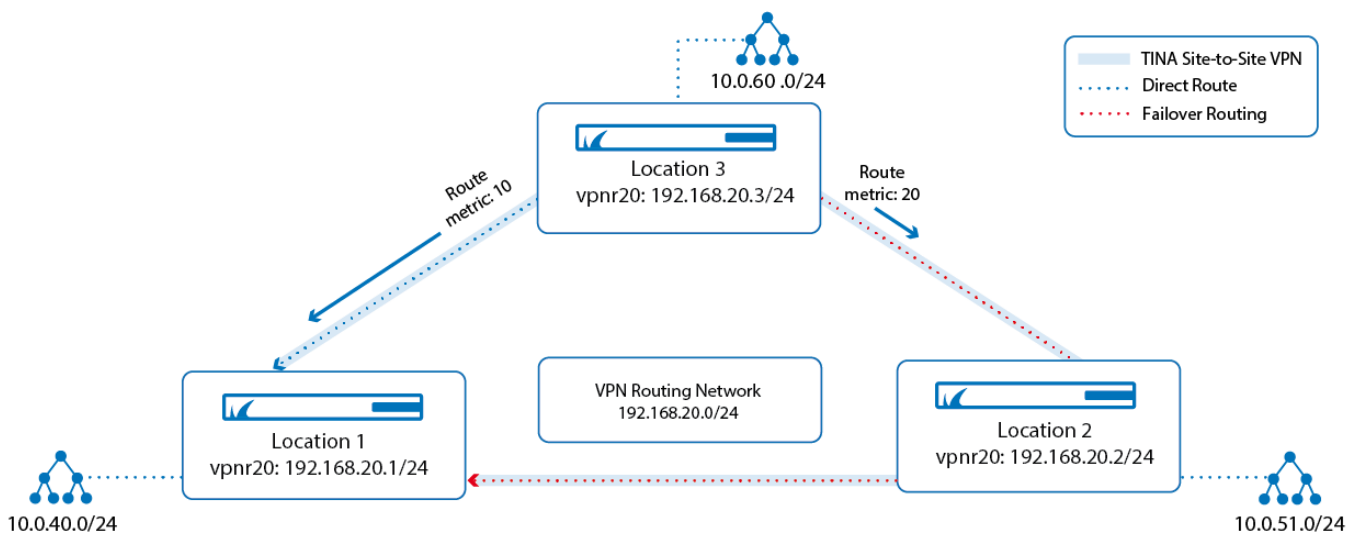 10.0.60 .0/24
TINA Site-to-Site VPN
Direct Route
Failover Routing
Location 3
vpnr20: 192.168.20.3/24
Route
metric: 10
Route
metric: 20
VPN Routing Network
192.168.20.0/24
Location 1
vpnr20: 192.168.20.1/24
Location 2
vpnr20: 192.168.20.2/24
10.0.40.0/24
10.0.51.0/24